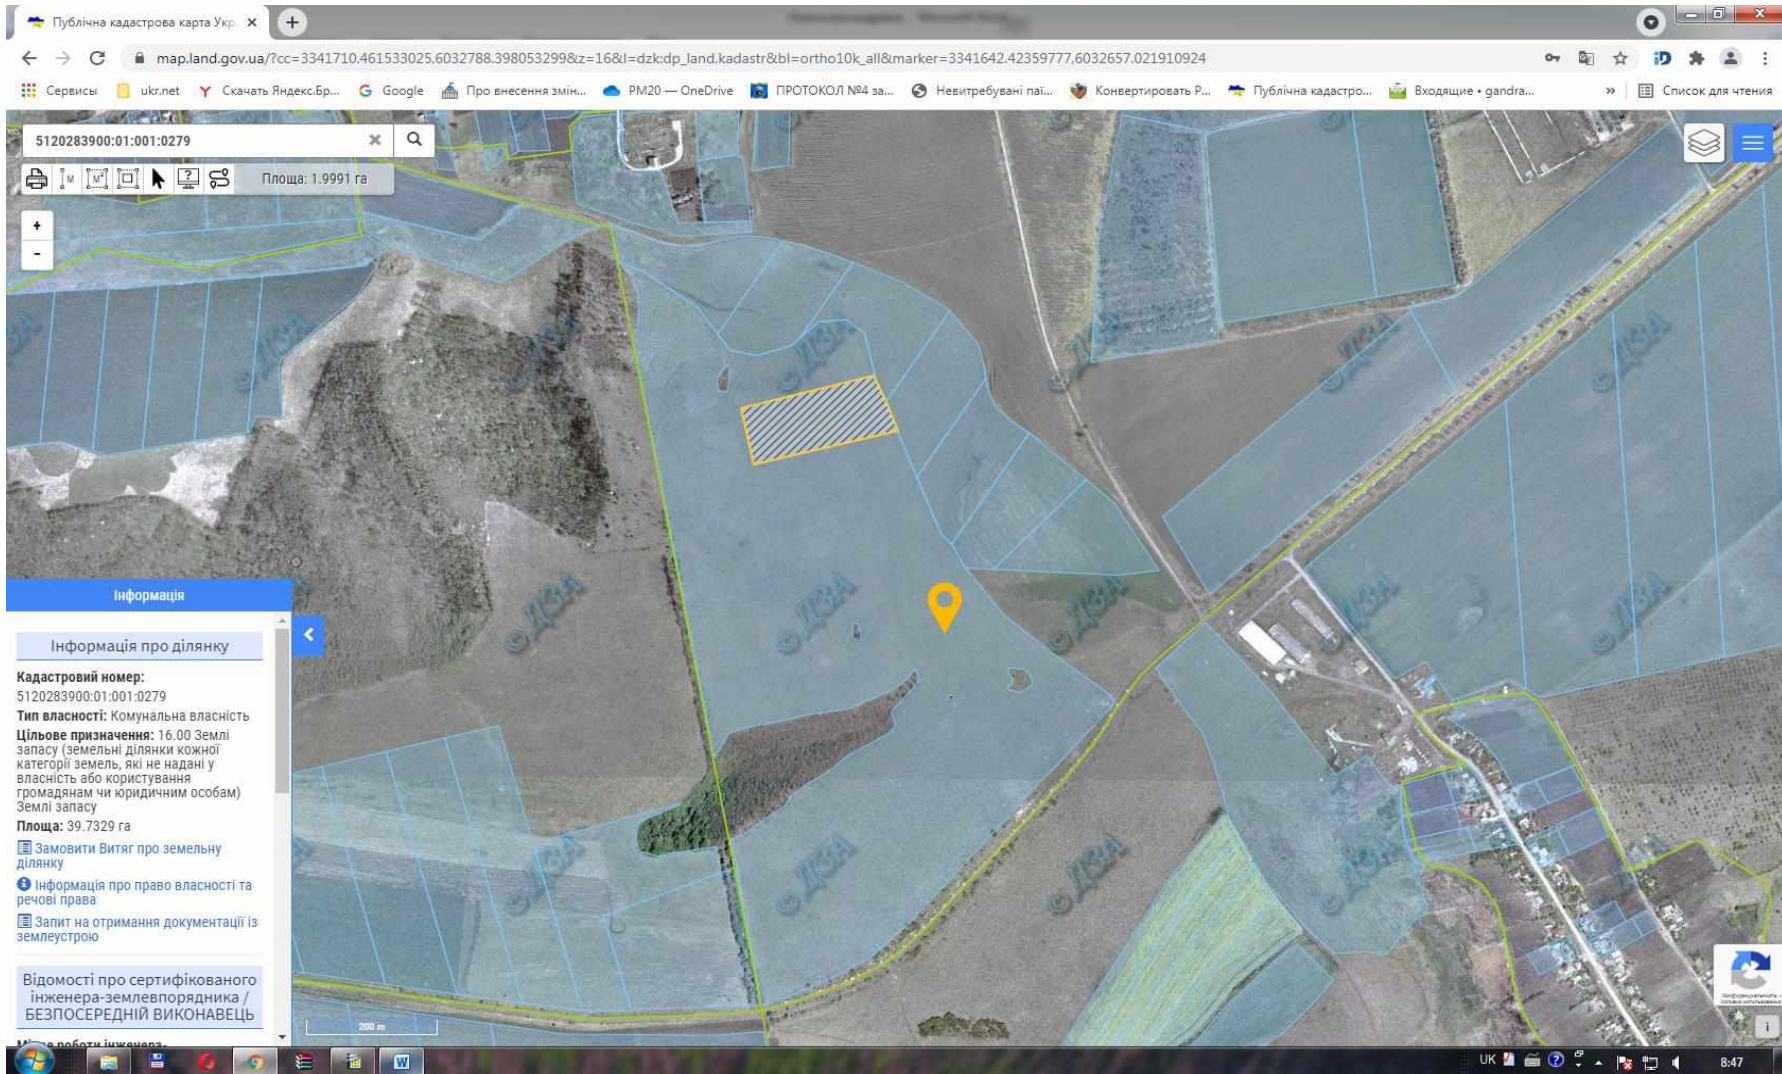 Публічна кадастрова карта Укр
map.land.gov.ua/?cc=3341710.461533025,6032788.398053299&z=16&l=dzk:dp_land,kadastr&bl=ortho10k_all&marker=3341642.42359777,6032657.021910924
Сервисы ukr.net Скачать Яндекс.Бр... Google Про внесення змін... PM20 — OneDrive ПРОТОКОЛ №4 за... Невитребувані паї... Конвертировать P... Публічна кадастро... Входящие • gandra... » Список для чтения
5120283900:01:001:0279
Площа: 1.9991 га
+
-
© ДЗА
Інформація
Інформація про ділянку
Кадастровий номер:
5120283900:01:001:0279
Тип власності: Комунальна власність
Цільове призначення: 16.00 Землі
запасу (земельні ділянки кожної
категорії земель, які не надані у
власність або користування
громадянам чи юридичним особам)
Землі запасу
Площа: 39.7329 га
Замовити Витяг про земельну
ділянку
Інформація про право власності та
речові права
Запит на отримання документації із
землеустрою
Відомості про сертифікованого
інженера-землевпорядника /
БЕЗПОСЕРЕДНІЙ ВИКОНАВЕЦЬ
200 m
UK
8:47